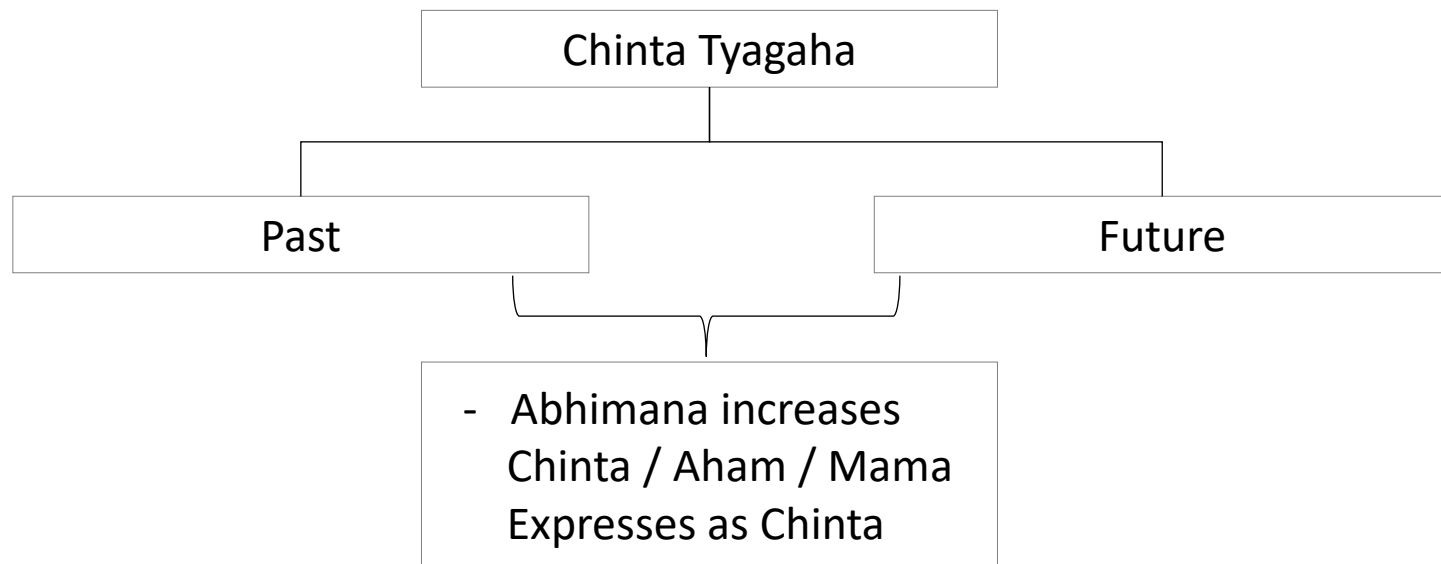 Chinta Tyagaha
Past
Future
- Abhimana increases
Chinta / Aham / Mama
Expresses as Chinta